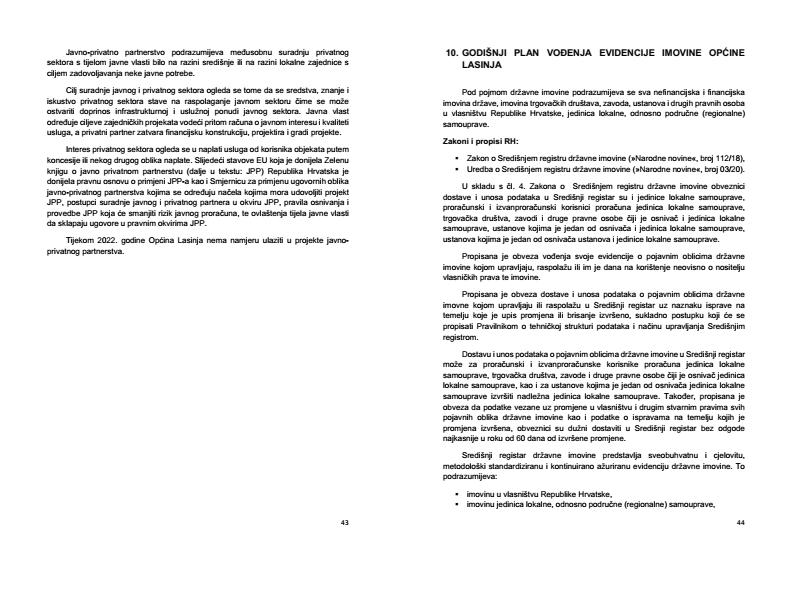 Javno-privatno partnerstvo podrazumijeva međusobnu suradnju privatnog
sektora s tijelom javne vlasti bilo na razini središnje ili na razini lokalne zajednice s
ciljem zadovoljavanja neke javne potrebe.
Cilj suradnje javnog i privatnog sektora ogleda se tome da se sredstva, znanje i
iskustvo privatnog sektora stave na raspolaganje javnom sektoru čime se može
ostvariti doprinos infrastrukturnoj i uslužnoj ponudi javnog sektora. Javna vlast
određuje ciljeve zajedničkih projekata vodeći pritom računa o javnom interesu i kvaliteti
usluga, a privatni partner zatvara financijsku konstrukciju, projektira i gradi projekte.
Interes privatnog sektora ogleda se u naplati usluga od korisnika objekata putem
koncesije ili nekog drugog oblika naplate. Slijedeći stavove EU koja je donijela Zelenu
knjigu o javno privatnom partnerstvu (dalje u tekstu: JPP) Republika Hrvatska je
donijela pravnu osnovu o primjeni JPP-a kao i Smjernicu za primjenu ugovornih oblika
javno-privatnog partnerstva kojima se određuju načela kojima mora udovoljiti projekt
JPP, postupci suradnje javnog i privatnog partnera u okviru JPP, pravila osnivanja i
provedbe JPP koja će smanjiti rizik javnog proračuna, te ovlaštenja tijela javne vlasti
da sklapaju ugovore u pravnim okvirima JPP.
Tijekom 2022. godine Općina Lasinja nema namjeru ulaziti u projekte javno-
privatnog partnerstva.
43
10. GODIŠNJI PLAN VOĐENJA EVIDENCIJE IMOVINE OPĆINE
LASINJA
Pod pojmom državne imovine podrazumijeva se sva nefinancijska i financijska
imovina države, imovina trgovačkih društava, zavoda, ustanova i drugih pravnih osoba
u vlasništvu Republike Hrvatske, jedinica lokalne, odnosno područne (regionalne)
samouprave.
Zakoni i propisi RH:
▪ Zakon o Središnjem registru državne imovine (»Narodne novine«, broj 112/18),
▪ Uredba o Središnjem registru državne imovine (»Narodne novine«, broj 03/20).
U skladu s čl. 4. Zakona o Središnjem registru državne imovine obveznici
dostave i unosa podataka u Središnji registar su i jedinice lokalne samouprave,
proračunski i izvanproračunski korisnici proračuna jedinica lokalne samouprave,
trgovačka društva, zavodi i druge pravne osobe čiji je osnivač i jedinica lokalne
samouprave, ustanove kojima je jedan od osnivača i jedinica lokalne samouprave,
ustanova kojima je jedan od osnivača ustanova i jedinice lokalne samouprave.
Propisana je obveza vođenja svoje evidencije o pojavnim oblicima državne
imovine kojom upravljaju, raspolažu ili im je dana na korištenje neovisno o nositelju
vlasničkih prava te imovine.
Propisana je obveza dostave i unosa podataka o pojavnim oblicima državne
imovne kojom upravljaju ili raspolažu u Središnji registar uz naznaku isprave na
temelju koje je upis promjena ili brisanje izvršeno, sukladno postupku koji će se
propisati Pravilnikom o tehničkoj strukturi podataka i načinu upravljanja Središnjim
registrom.
Dostavu i unos podataka o pojavnim oblicima državne imovine u Središnji registar
može za proračunski i izvanproračunske korisnike proračuna jedinica lokalne
samouprave, trgovačka društva, zavode i druge pravne osobe čiji je osnivač jedinica
lokalne samouprave, kao i za ustanove kojima je jedan od osnivača jedinica lokalne
samouprave izvršiti nadležna jedinica lokalne samouprave. Također, propisana je
obveza da podatke vezane uz promjene u vlasništvu i drugim stvarnim pravima svih
pojavnih oblika državne imovine kao i podatke o ispravama na temelju kojih je
promjena izvršena, obveznici su dužni dostaviti u Središnji registar bez odgode
najkasnije u roku od 60 dana od izvršene promjene.
Središnji registar državne imovine predstavlja sveobuhvatnu i cjelovitu,
metodološki standardiziranu i kontinuirano ažuriranu evidenciju državne imovine. To
podrazumijeva:
▪ imovinu u vlasništvu Republike Hrvatske,
▪ imovinu jedinica lokalne, odnosno područne (regionalne) samouprave,
44